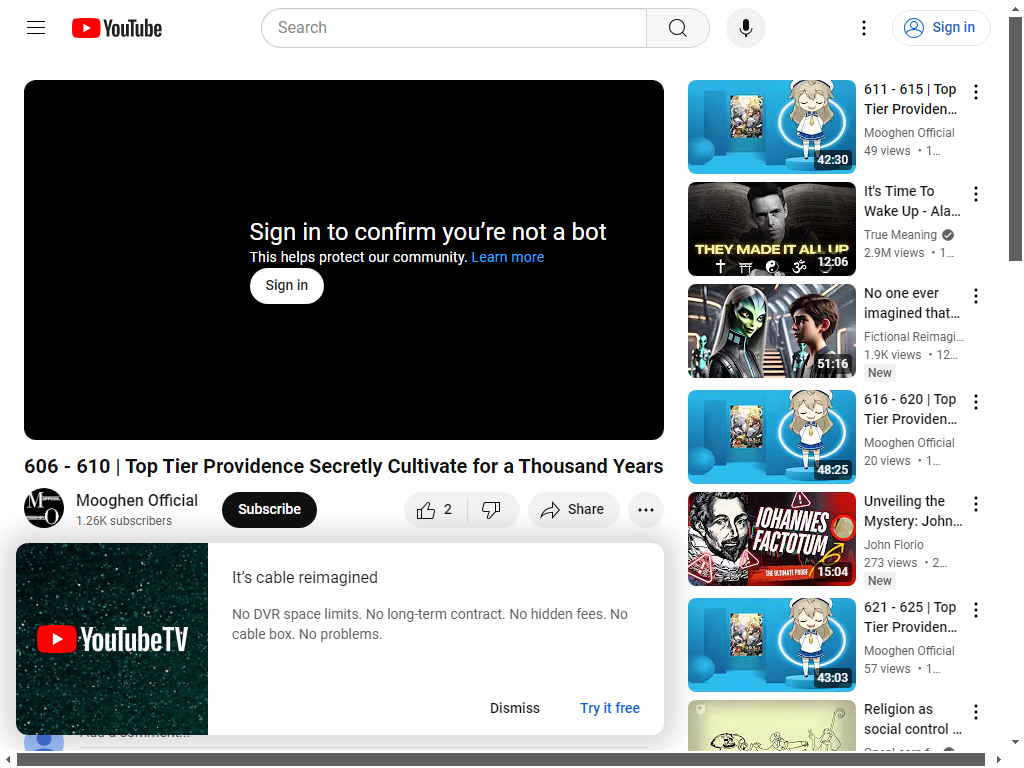 YouTube
Search
Sign in
Sign in to confirm you're not a bot
This helps protect our community. Learn more
Sign in
606 - 610 | Top Tier Providence Secretly Cultivate for a Thousand Years
Mooghen Official
1.26K subscribers
Subscribe
2
Share
It's cable reimagined
No DVR space limits. No long-term contract. No hidden fees. No
cable box. No problems.
YouTubeTV
Dismiss
Try it free
Add a comment...
611 - 615 | Top
Tier Providen...
Mooghen Official
49 views • 1...
42:30
It's Time To
Wake Up - Ala...
True Meaning
2.9M views • 1...
THEY MADE IT ALL UP
12:06
No one ever
imagined that...
Fictional Reimagi...
1.9K views • 12...
New
51:16
616 - 620 | Top
Tier Providen...
Mooghen Official
20 views • 1...
48:25
Unveiling the
Mystery: John...
John Florio
273 views • 2...
New
IOHANNES
FACTOTUM
THE ULTIMATE PROOF
15:04
621 - 625 | Top
Tier Providen...
Mooghen Official
57 views • 1...
43:03
Religion as
social control ...